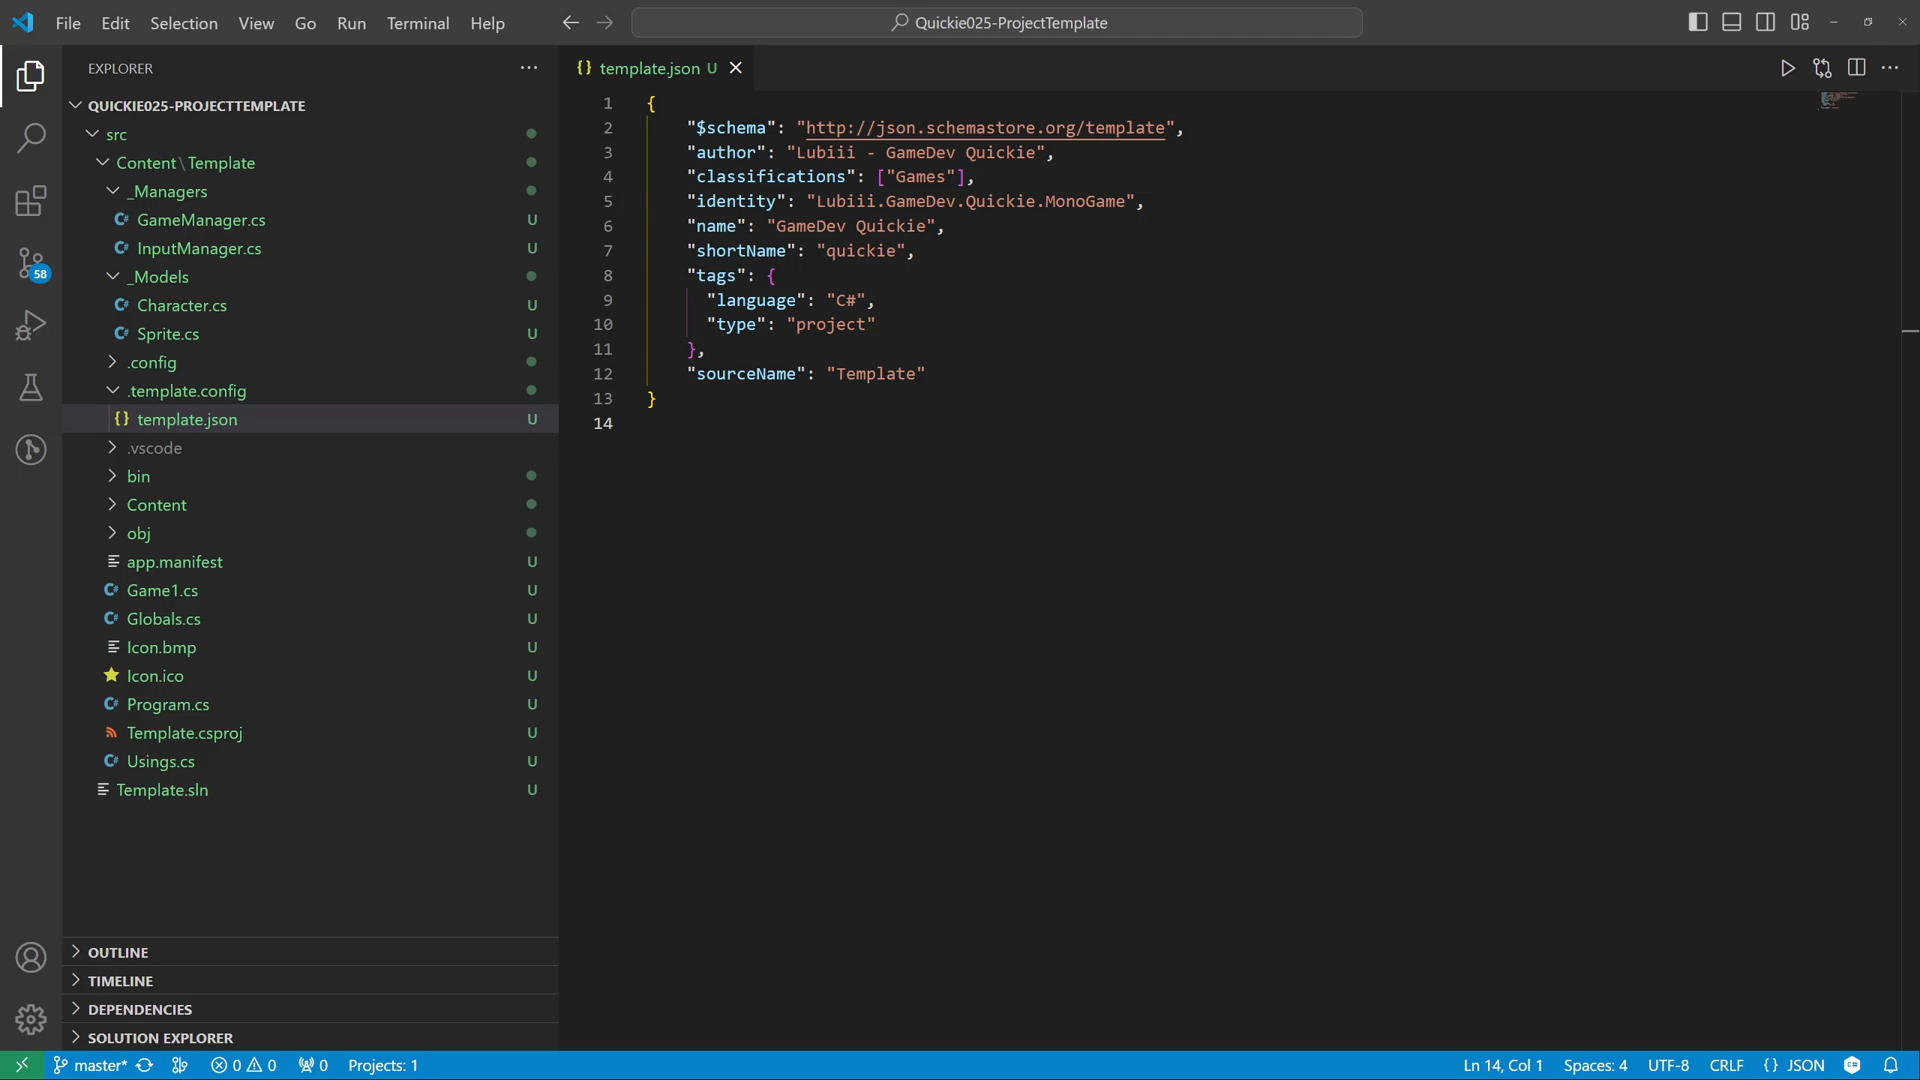 File Edit Selection View Go Run Terminal Help
Quickie025-ProjectTemplate
EXPLORER
QUICKIE025-PROJECTTEMPLATE
src
Content\Template
_Managers
GameManager.cs U
InputManager.cs U
_Models
Character.cs U
Sprite.cs U
.config
.template.config
template.json U
.vscode
bin
Content
obj
app.manifest U
Game1.cs U
Globals.cs U
Icon.bmp U
Icon.ico U
Program.cs U
Template.csproj U
Usings.cs U
Template.sln U
OUTLINE
TIMELINE
DEPENDENCIES
SOLUTION EXPLORER
58
{} template.json U
1 {
2 "$schema": "http://json.schemastore.org/template",
3 "author": "Lubiii - GameDev Quickie",
4 "classifications": ["Games"],
5 "identity": "Lubiii.GameDev.Quickie.MonoGame",
6 "name": "GameDev Quickie",
7 "shortName": "quickie",
8 "tags": {
9 "language": "C#",
10 "type": "project"
11 },
12 "sourceName": "Template"
13 }
14
master* 0 0 0 Projects: 1 Ln 14, Col 1 Spaces: 4 UTF-8 CRLF {} JSON